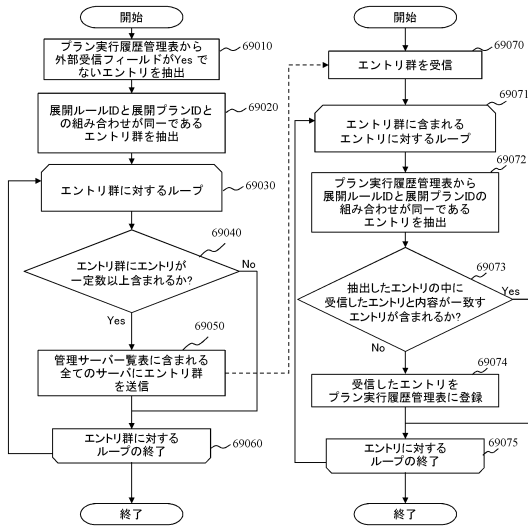 開始
プラン実行履歴管理表から
外部受信フィールドがYes で
ないエントリを抽出
69010
展開ルールIDと展開プランIDと
の組み合わせが同一である
エントリ群を抽出
69020
エントリ群に対するループ
69030
エントリ群にエントリが
一定数以上含まれるか?
69040
No
Yes
管理サーバ一覧表に含まれる
全てのサーバにエントリ群
を送信
69050
エントリ群に対する
ループの終了
69060
終了
開始
エントリ群を受信
69070
エントリ群に含まれる
エントリに対するループ
69071
プラン実行履歴管理表から
展開ルールIDと展開プランIDの
組み合わせが同一である
エントリを抽出
69072
抽出したエントリの中に
受信したエントリと内容が一致す
エントリが含まれるか?
69073
Yes
No
受信したエントリを
プラン実行履歴管理表に登録
69074
エントリに対する
ループの終了
69075
終了